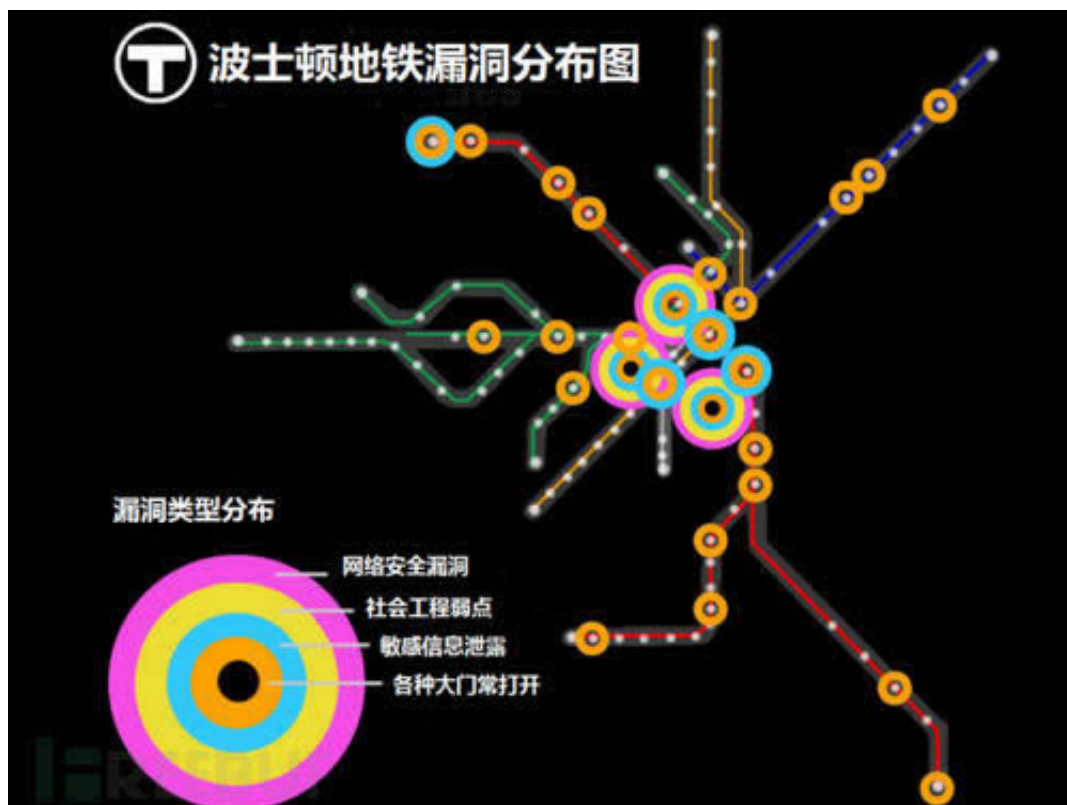 T 波士顿地铁漏洞分布图
漏洞类型分布
网络安全漏洞
社会工程弱点
敏感信息泄露
各种大门常打开